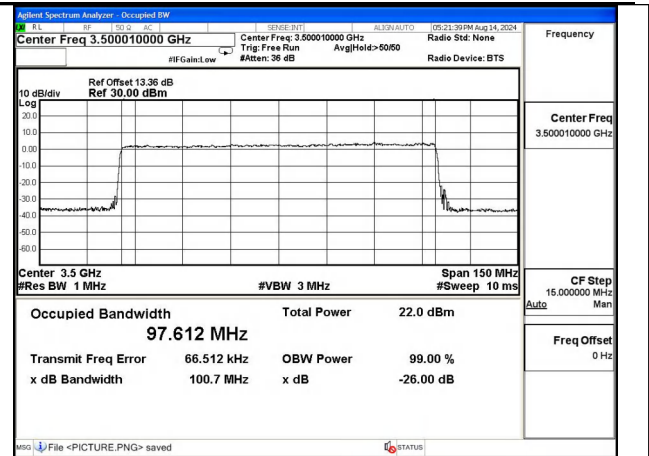 Agilent Spectrum Analyzer - Occupied BW
RL RF 50 Ω AC SENSE:INT ALIGNAUTO 05:21:39 PM Aug 14, 2024
Center Freq 3.500010000 GHz
#IFGain:Low
Center Freq: 3.500010000 GHz
Trig: Free Run Avg|Hold:>50/50
#Atten: 36 dB
Radio Std: None
Radio Device: BTS
Frequency
Ref Offset 13.36 dB
10 dB/div Ref 30.00 dBm
Log
20.0
10.0
0.00
-10.0
-20.0
-30.0
-40.0
-50.0
-60.0
Center 3.5 GHz Span 150 MHz
#Res BW 1 MHz #VBW 3 MHz #Sweep 10 ms
Center Freq
3.500010000 GHz
CF Step
15.000000 MHz
Auto Man
Freq Offset
0 Hz
Occupied Bandwidth Total Power 22.0 dBm
97.612 MHz
Transmit Freq Error 66.512 kHz OBW Power 99.00 %
x dB Bandwidth 100.7 MHz x dB -26.00 dB
MSG File <PICTURE.PNG> saved STATUS